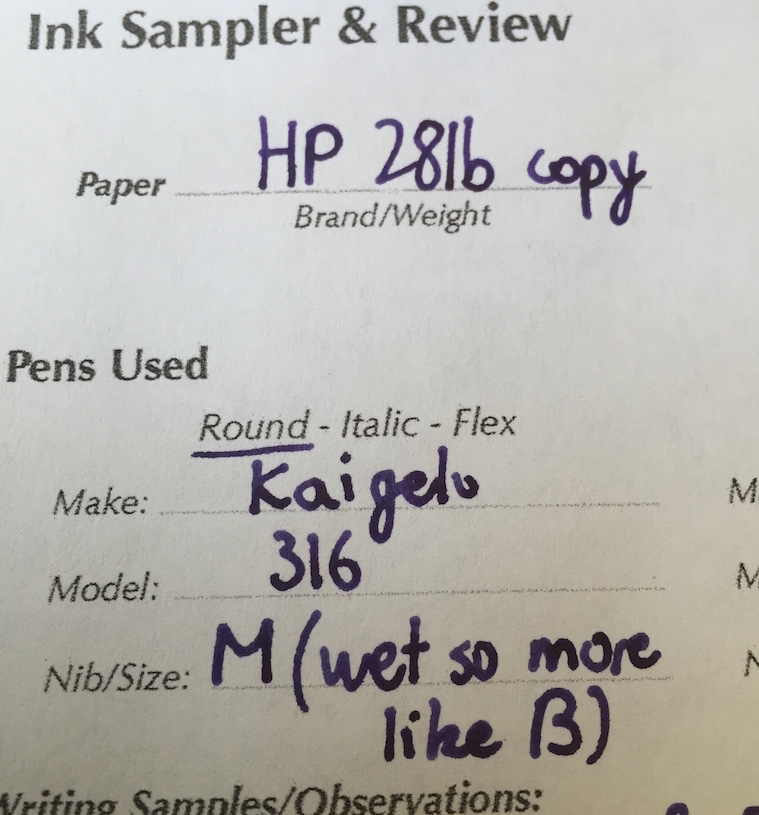 Ink Sampler & Review
Paper HP 28lb copy
Brand/Weight
Pens Used
Round - Italic - Flex
Make: Kaigelu
Model: 316
Nib/Size: M (wet so more
like B)
Writing Samples/Observations: